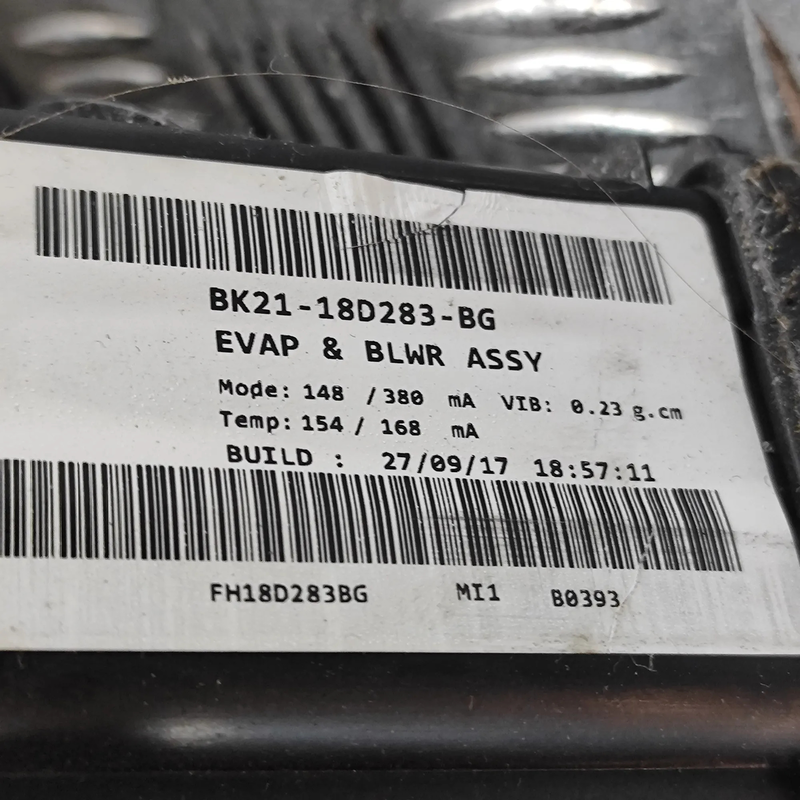 BK21-18D283-BG
EVAP & BLWR ASSY
Mode: 148 /380 mA VIB: 0.23 g.cm
Temp: 154 / 168 mA
BUILD : 27/09/17 18:57:11
FH18D283BG MI1 B0393